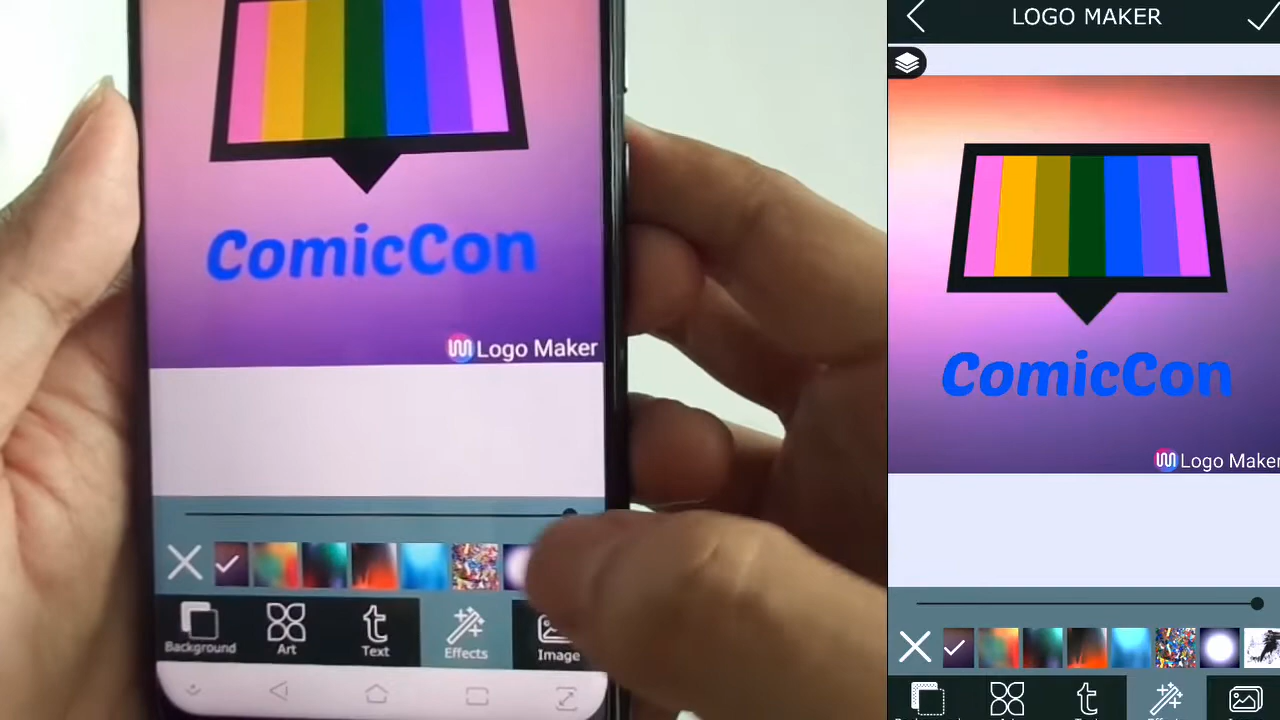 ComicCon
Logo Maker
Background
Art
Text
Effects
Image
LOGO MAKER
ComicCon
Logo Maker